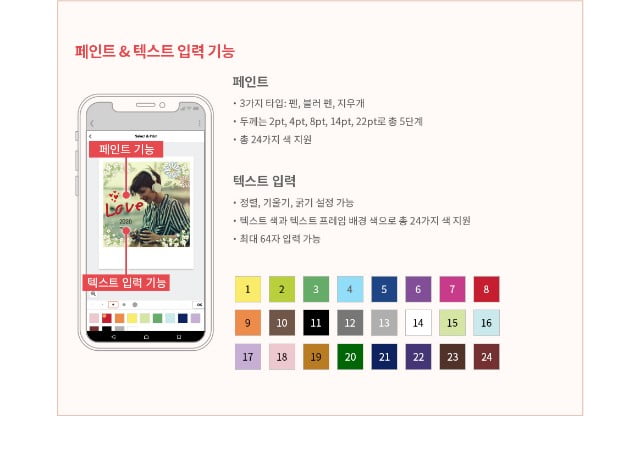 페인트 & 텍스트 입력 기능
페인트
• 3가지 타입: 펜, 블러 펜, 지우개
• 두께는 2pt, 4pt, 8pt, 14pt, 22pt로 총 5단계
• 총 24가지 색 지원
텍스트 입력
• 정렬, 기울기, 굵기 설정 가능
• 텍스트 색과 텍스트 프레임 배경 색으로 총 24가지 색 지원
• 최대 64자 입력 가능
Select & Print
페인트 기능
Love
2020
텍스트 입력 기능
OK
1 2 3 4 5 6 7 8
9 10 11 12 13 14 15 16
17 18 19 20 21 22 23 24